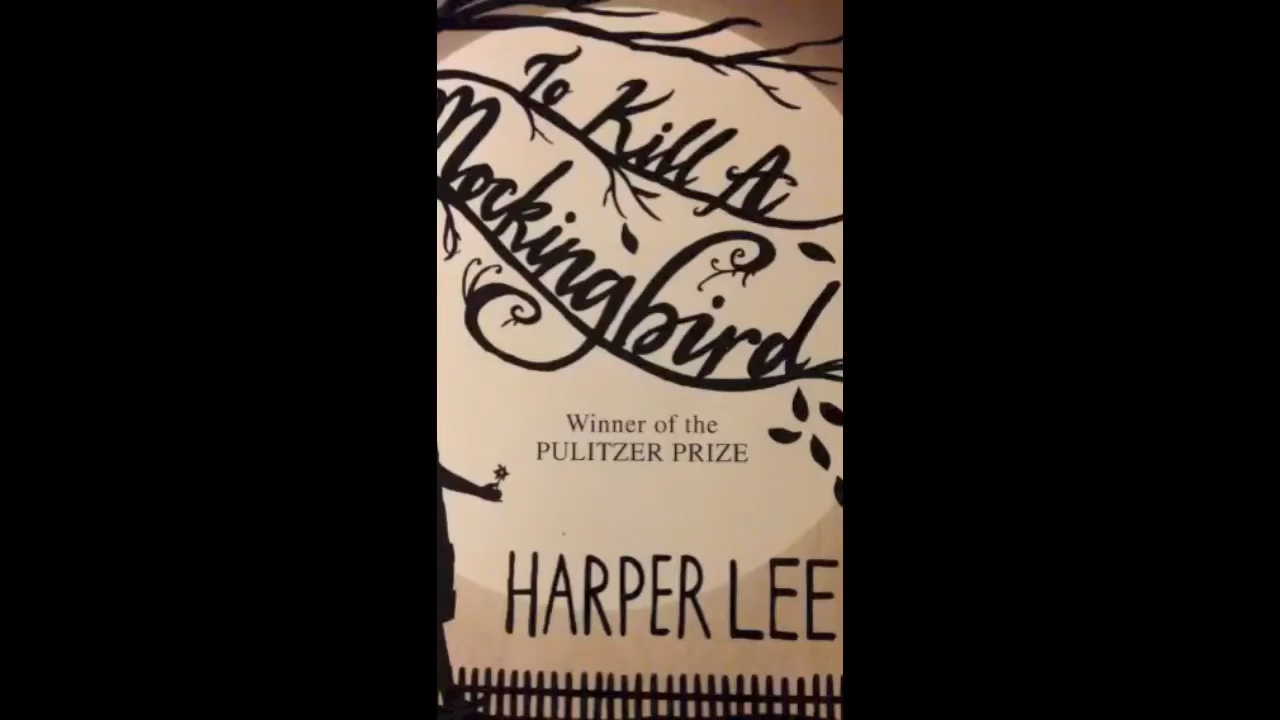 To Kill A
Mockingbird
Winner of the
PULITZER PRIZE
HARPER LEE